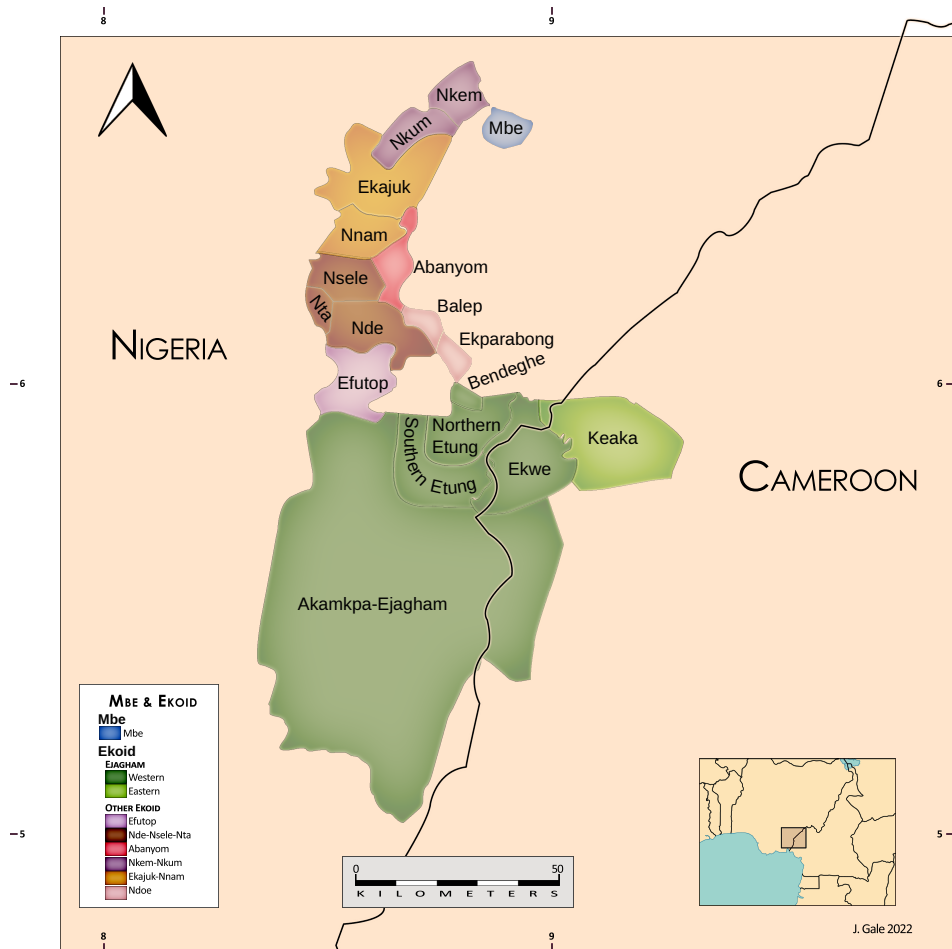 8
9
Nkem
Mbe
Nkum
Ekajuk
Nnam
Abanyom
Nsele
Balep
Nta
Nde
NIGERIA
Ekparabong
Bendeghe
6
6
Efutop
Northern
Etung
Southern Etung
Keaka
Ekwe
CAMEROON
Akamkpa-Ejagham
MBE & EKOID
Mbe
Mbe
Ekoid
EJAGHAM
Western
Eastern
OTHER EKOID
Efutop
Nde-Nsele-Nta
Abanyom
Nkem-Nkum
Ekajuk-Nnam
Ndoe
5
5
0
50
KILOMETERS
J. Gale 2022
8
9